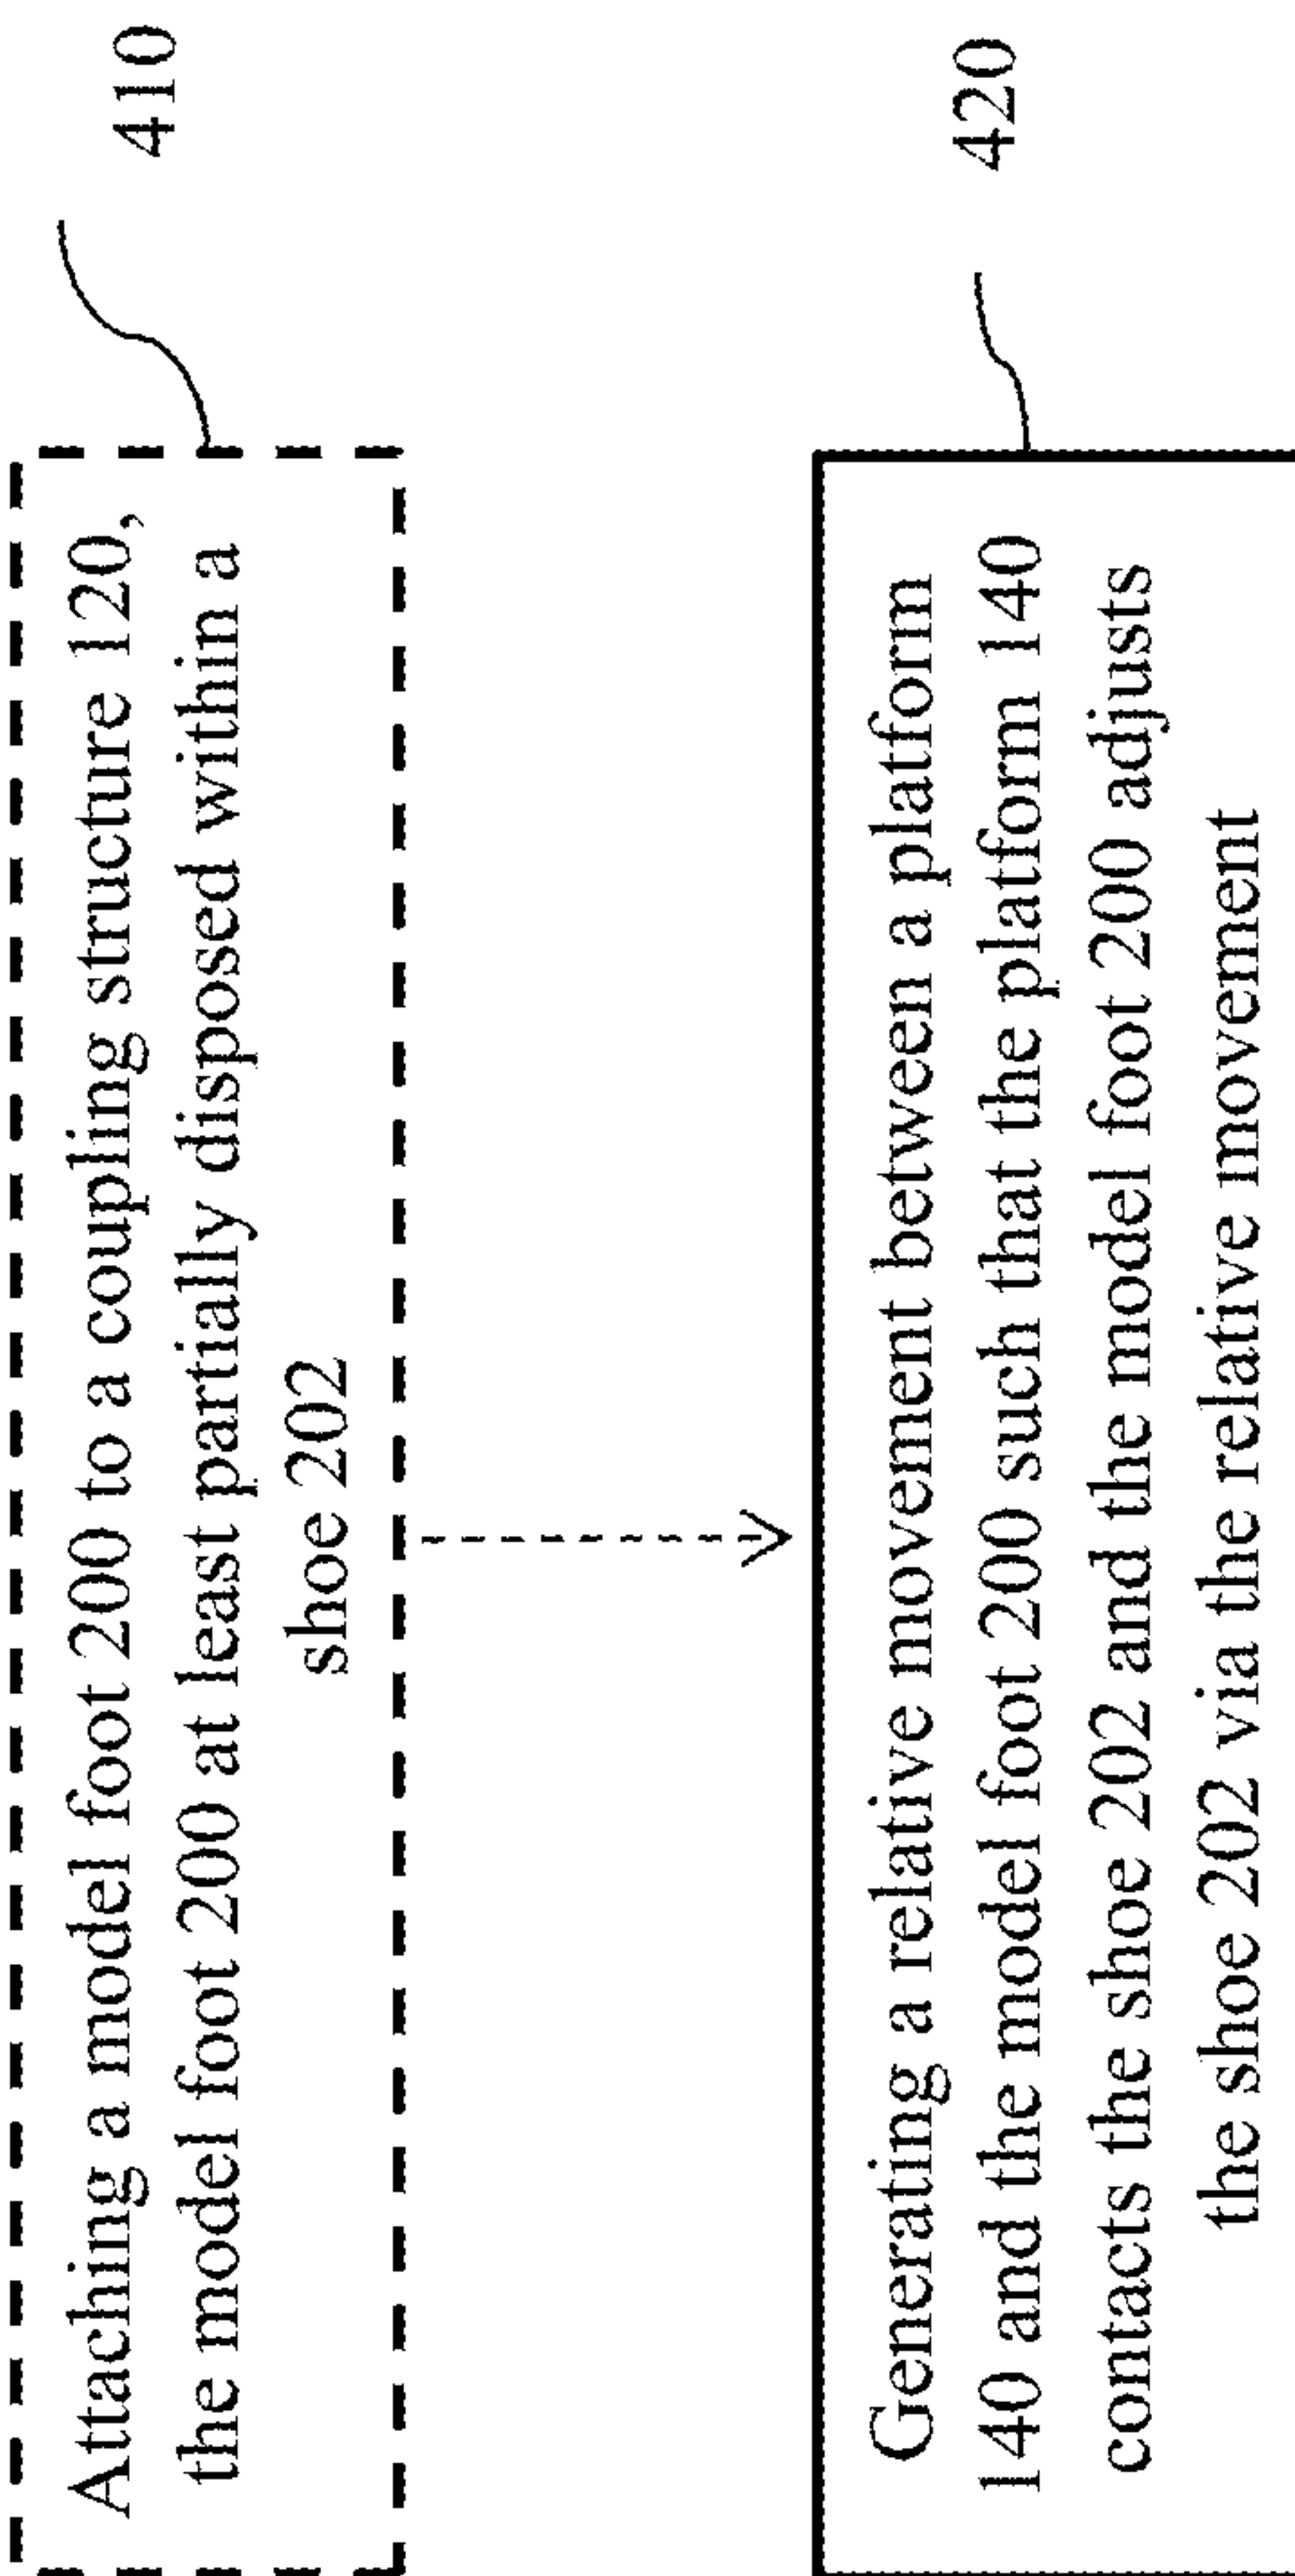 Attaching a model foot 200 to a coupling structure 120,
the model foot 200 at least partially disposed within a
shoe 202
410
Generating a relative movement between a platform
140 and the model foot 200 such that the platform 140
contacts the shoe 202 and the model foot 200 adjusts
the shoe 202 via the relative movement
420